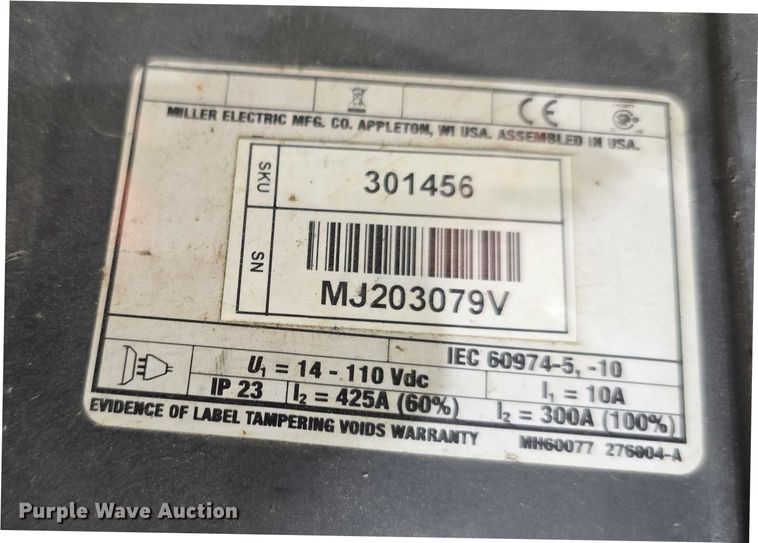 CE
MILLER ELECTRIC MFG. CO. APPLETON, WI USA. ASSEMBLED IN USA.
SKU 301456
SN
MJ203079V
IEC 60974-5, -10
U₁ = 14 - 110 Vdc I₁ = 10A
IP 23 I₂ = 425A (60%) I₂ = 300A (100%)
EVIDENCE OF LABEL TAMPERING VOIDS WARRANTY MH60077 276004-A
Purple Wave Auction